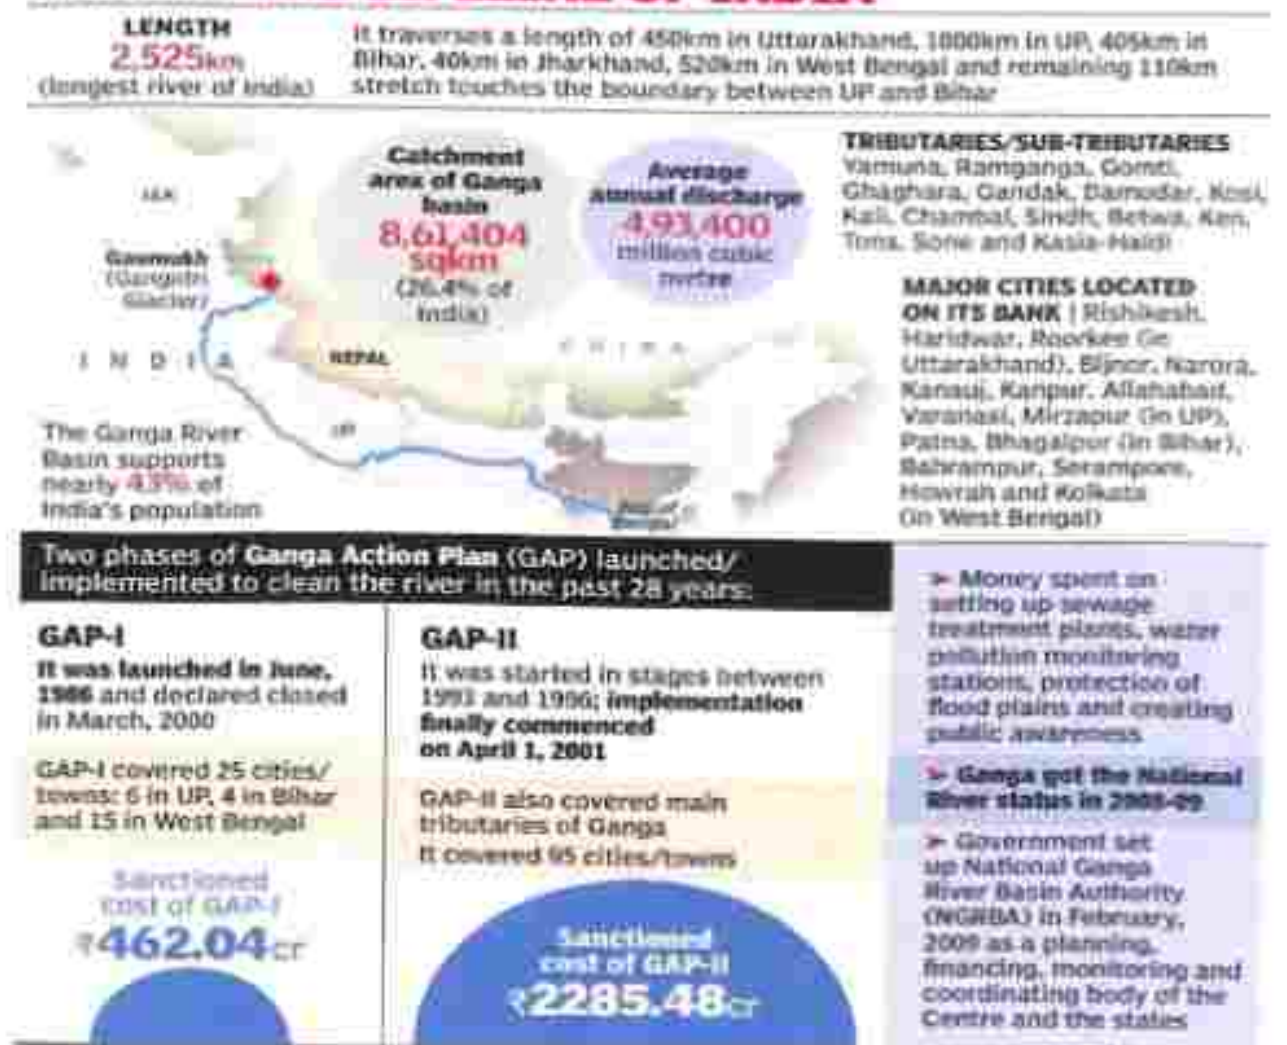 LENGTH
2,525km
(longest river of India)
It traverses a length of 450km in Uttarakhand, 1000km in UP, 405km in
Bihar, 40km in Jharkhand, 520km in West Bengal and remaining 110km
stretch touches the boundary between UP and Bihar
Catchment
area of Ganga
basin
8,61,404
sqkm
(26.4% of
India)
Average
annual discharge
4,93,400
million cubic
metre
TRIBUTARIES/SUB-TRIBUTARIES
Yamuna, Ramganga, Gomti,
Ghaghara, Gandak, Damodar, Kosi,
Kali, Chambal, Sindh, Betwa, Ken,
Tons, Sone and Kasia-Haldi
MAJOR CITIES LOCATED
ON ITS BANK | Rishikesh,
Haridwar, Roorkee (in
Uttarakhand), Bijnor, Narora,
Kanauj, Kanpur, Allahabad,
Varanasi, Mirzapur (in UP),
Patna, Bhagalpur (in Bihar),
Bahrampur, Serampore,
Howrah and Kolkata
(in West Bengal)
J&K
Gaumukh
(Gangotri
Glacier)
INDIA
NEPAL
CHINA
UP
Bay of
Bengal
The Ganga River
Basin supports
nearly 43% of
India's population
Two phases of Ganga Action Plan (GAP) launched/
implemented to clean the river in the past 28 years:
GAP-I
It was launched in June,
1986 and declared closed
in March, 2000
GAP-I covered 25 cities/
towns: 6 in UP, 4 in Bihar
and 15 in West Bengal
Sanctioned
cost of GAP-I
₹462.04cr
GAP-II
It was started in stages between
1993 and 1996; implementation
finally commenced
on April 1, 2001
GAP-II also covered main
tributaries of Ganga
It covered 95 cities/towns
Sanctioned
cost of GAP-II
₹2285.48cr
➤ Money spent on
setting up sewage
treatment plants, water
pollution monitoring
stations, protection of
flood plains and creating
public awareness
➤ Ganga got the National
River status in 2008-09
➤ Government set
up National Ganga
River Basin Authority
(NGRBA) in February,
2009 as a planning,
financing, monitoring and
coordinating body of the
Centre and the states